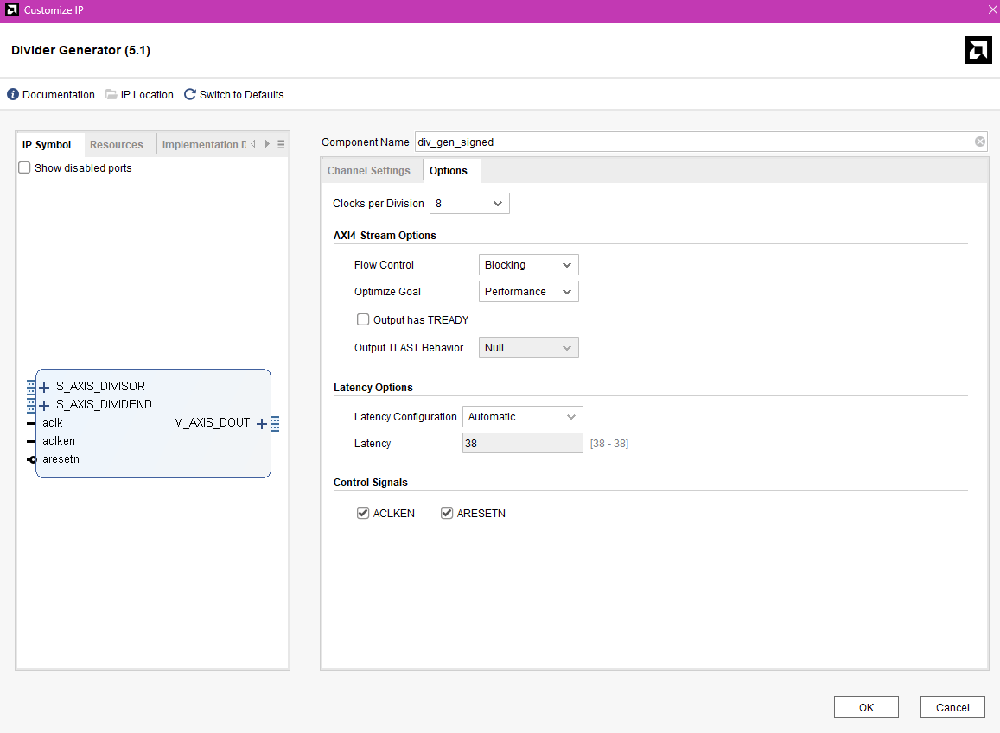 Customize IP
Divider Generator (5.1)
Documentation IP Location Switch to Defaults
IP Symbol Resources Implementation D
Show disabled ports
S_AXIS_DIVISOR
S_AXIS_DIVIDEND
aclk M_AXIS_DOUT
aclken
aresetn
Component Name div_gen_signed
Channel Settings Options
Clocks per Division 8
AXI4-Stream Options
Flow Control Blocking
Optimize Goal Performance
Output has TREADY
Output TLAST Behavior Null
Latency Options
Latency Configuration Automatic
Latency 38 [38 - 38]
Control Signals
ACLKEN ARESETN
OK Cancel